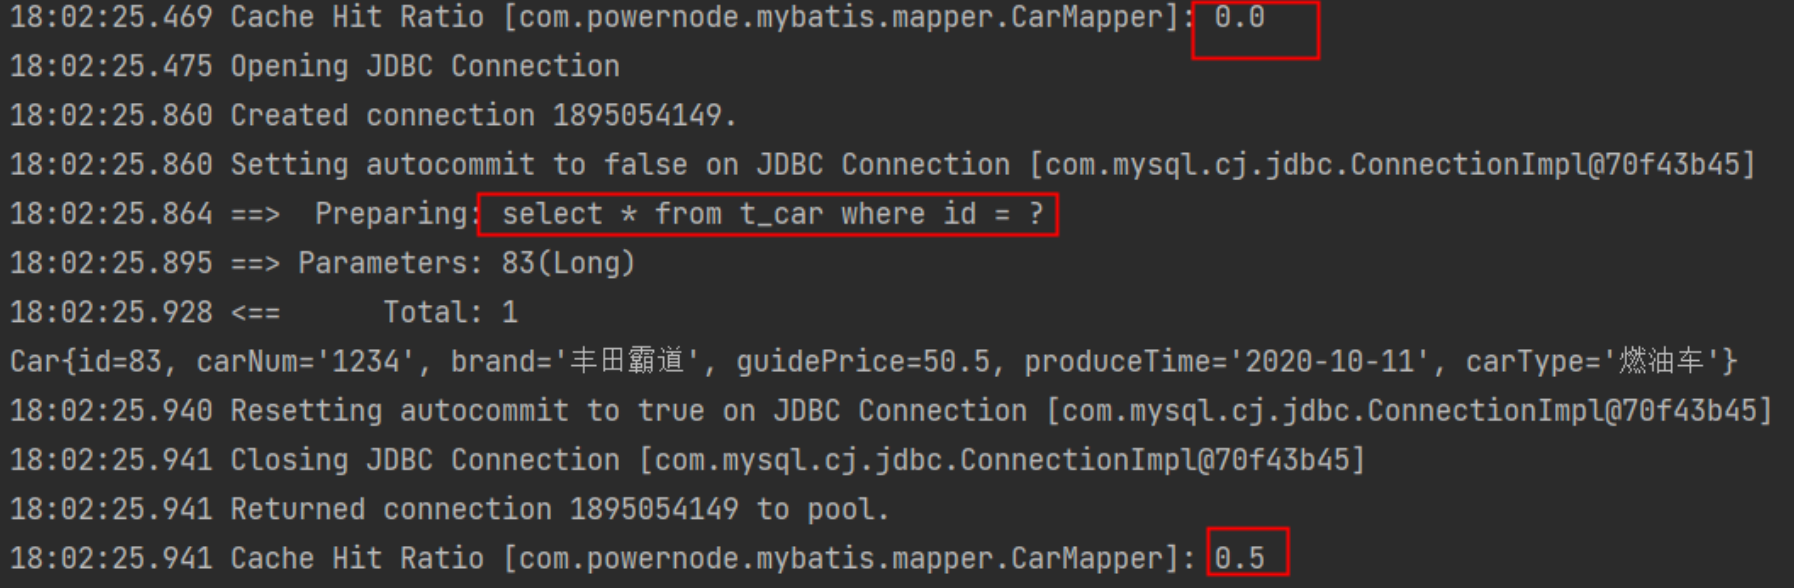 18:02:25.469 Cache Hit Ratio [com.powernode.mybatis.mapper.CarMapper]: 0.0
18:02:25.475 Opening JDBC Connection
18:02:25.860 Created connection 1895054149.
18:02:25.860 Setting autocommit to false on JDBC Connection [com.mysql.cj.jdbc.ConnectionImpl@70f43b45]
18:02:25.864 ==>  Preparing: select * from t_car where id = ?
18:02:25.895 ==> Parameters: 83(Long)
18:02:25.928 <==      Total: 1
Car{id=83, carNum='1234', brand='丰田霸道', guidePrice=50.5, produceTime='2020-10-11', carType='燃油车'}
18:02:25.940 Resetting autocommit to true on JDBC Connection [com.mysql.cj.jdbc.ConnectionImpl@70f43b45]
18:02:25.941 Closing JDBC Connection [com.mysql.cj.jdbc.ConnectionImpl@70f43b45]
18:02:25.941 Returned connection 1895054149 to pool.
18:02:25.941 Cache Hit Ratio [com.powernode.mybatis.mapper.CarMapper]: 0.5